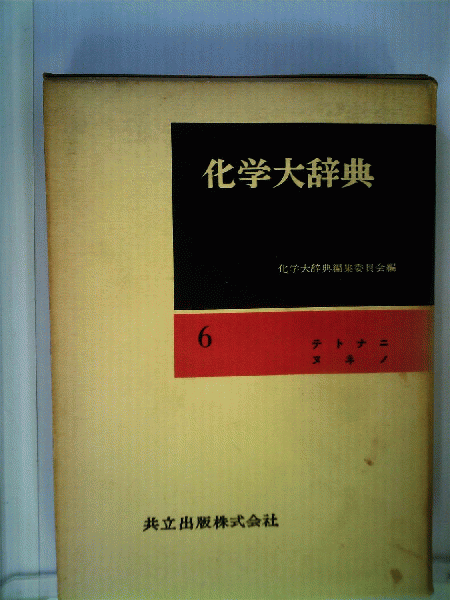 化学大辞典
化学大辞典編集委員会編
6
テトナニ
ヌネノ
共立出版株式会社